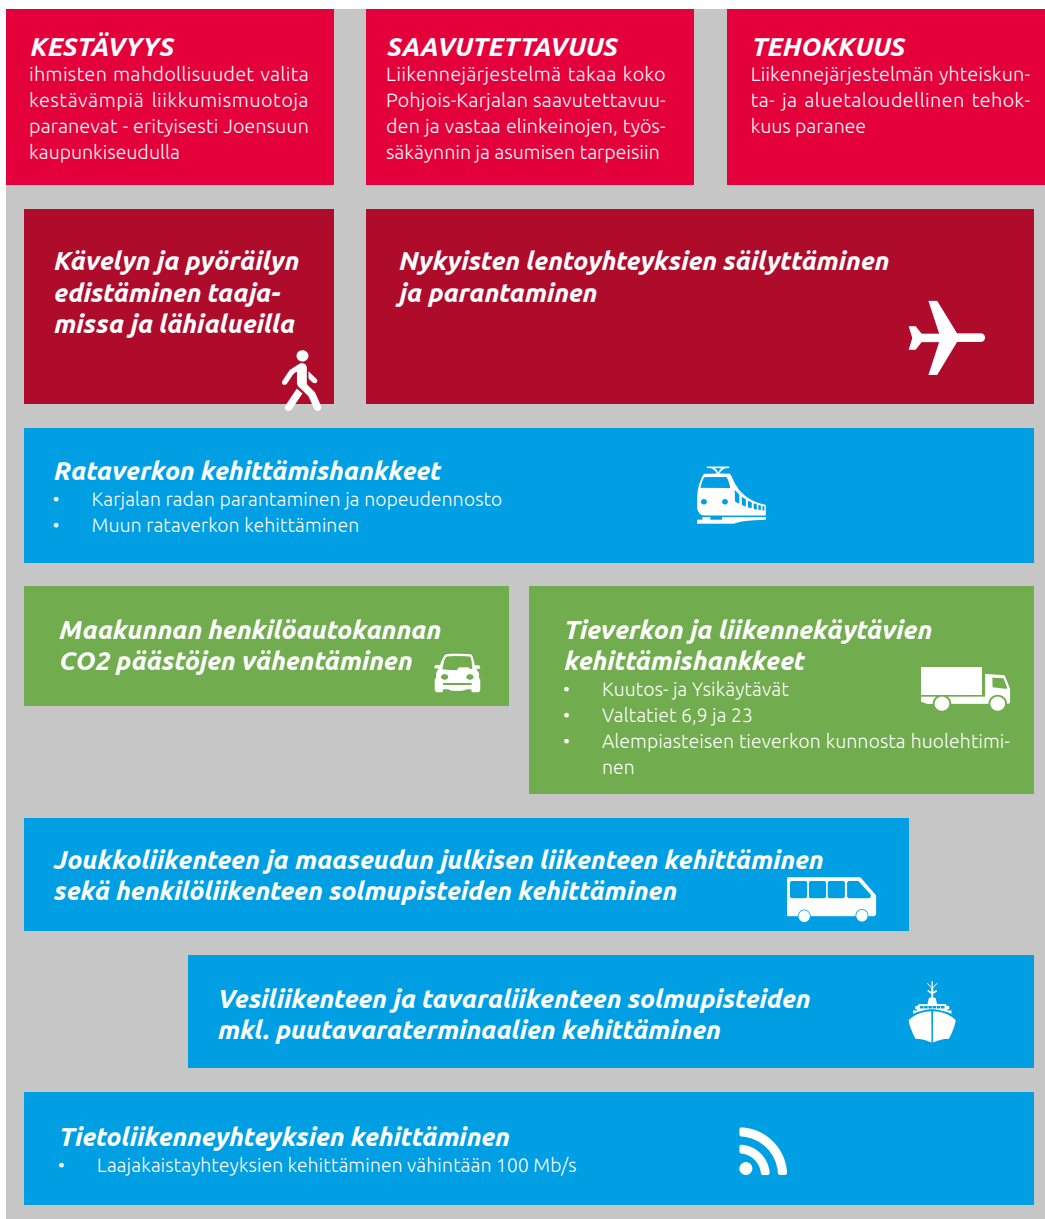 KESTÄVYYS
ihmisten mahdollisuudet valita
kestävämpiä liikkumismuotoja
paranevat - erityisesti Joensuun
kaupunkiseudulla
SAAVUTETTAVUUS
Liikennejärjestelmä takaa koko
Pohjois-Karjalan saavutettavuu-
den ja vastaa elinkeinojen, työs-
säkäynnin ja asumisen tarpeisiin
TEHOKKUUS
Liikennejärjestelmän yhteiskun-
ta- ja aluetaloudellinen tehok-
kuus paranee
Kävelyn ja pyöräilyn
edistäminen taaja-
missa ja lähialueilla
Nykyisten lentoyhteyksien säilyttäminen
ja parantaminen
Rataverkon kehittämishankkeet
• Karjalan radan parantaminen ja nopeudennosto
• Muun rataverkon kehittäminen
Maakunnan henkilöautokannan
CO2 päästöjen vähentäminen
Tieverkon ja liikennekäytävien
kehittämishankkeet
• Kuutos- ja Ysikäytävät
• Valtatiet 6,9 ja 23
• Alempiasteisen tieverkon kunnosta huolehtimi-
nen
Joukkoliikenteen ja maaseudun julkisen liikenteen kehittäminen
sekä henkilöliikenteen solmupisteiden kehittäminen
Vesiliikenteen ja tavaraliikenteen solmupisteiden
mkl. puutavaraterminaalien kehittäminen
Tietoliikenneyhteyksien kehittäminen
• Laajakaistayhteyksien kehittäminen vähintään 100 Mb/s